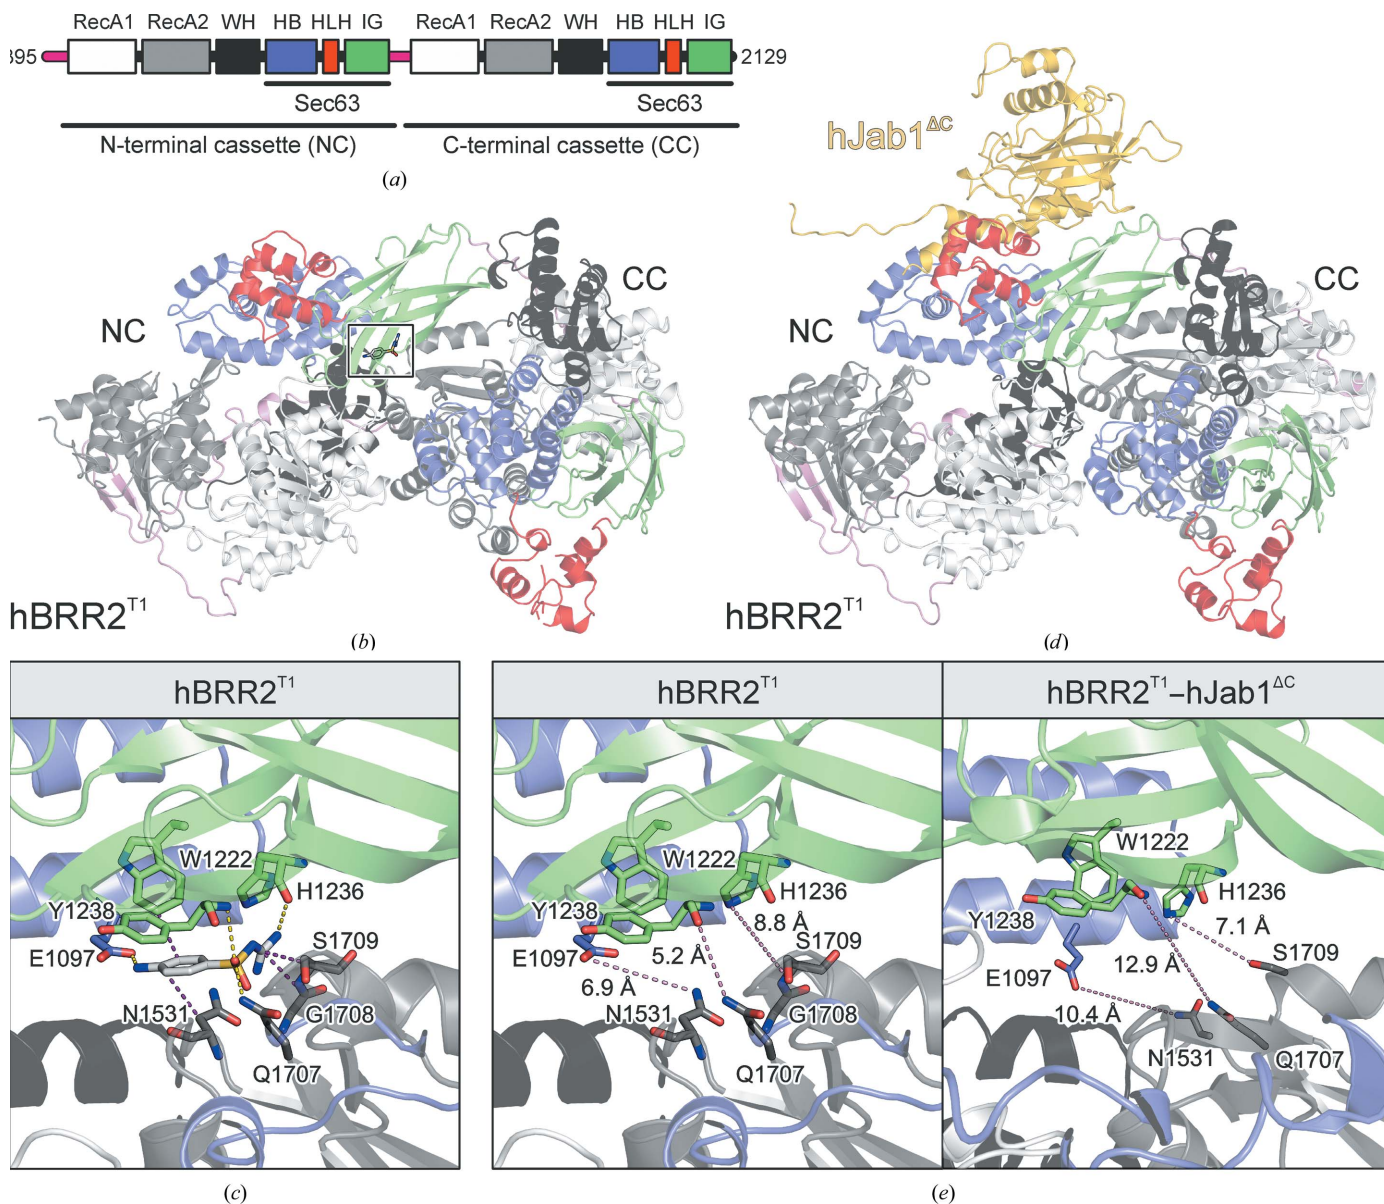 RecA1 RecA2 WH HB HLH IG RecA1 RecA2 WH HB HLH IG
395 2129
Sec63 Sec63
N-terminal cassette (NC) C-terminal cassette (CC)
(a)
NC CC
hBRR2T1
(b)
hJab1ΔC
NC CC
hBRR2T1
(d)
hBRR2T1
W1222
H1236
Y1238
E1097
S1709
N1531
G1708
Q1707
(c)
hBRR2T1
W1222
H1236
Y1238
8.8 Å
E1097
5.2 Å
S1709
6.9 Å
N1531
G1708
Q1707
hBRR2T1–hJab1ΔC
W1222
H1236
Y1238
7.1 Å
S1709
E1097
12.9 Å
10.4 Å
N1531
Q1707
(e)